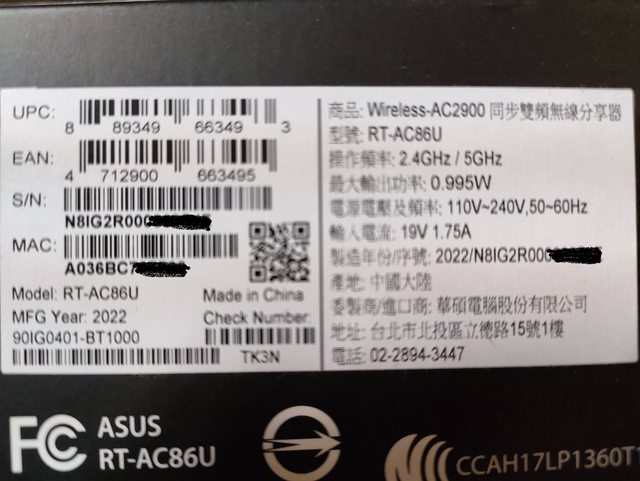 UPC:
8 89349 66349 3
EAN:
4 712900 663495
S/N:
N8IG2R000
MAC:
A036BC7
Model: RT-AC86U
Made in China
MFG Year: 2022
Check Number:
90IG0401-BT1000
TK3N
商品: Wireless-AC2900 同步雙頻無線分享器
型號: RT-AC86U
操作頻率: 2.4GHz / 5GHz
最大輸出功率: 0.995W
電源電壓及頻率: 110V~240V,50~60Hz
輸入電流: 19V 1.75A
製造年份/序號: 2022/N8IG2R000
產地: 中國大陸
委製商/進口商: 華碩電腦股份有限公司
地址: 台北市北投區立德路15號1樓
電話: 02-2894-3447
FC ASUS
RT-AC86U
CCAH17LP1360T1